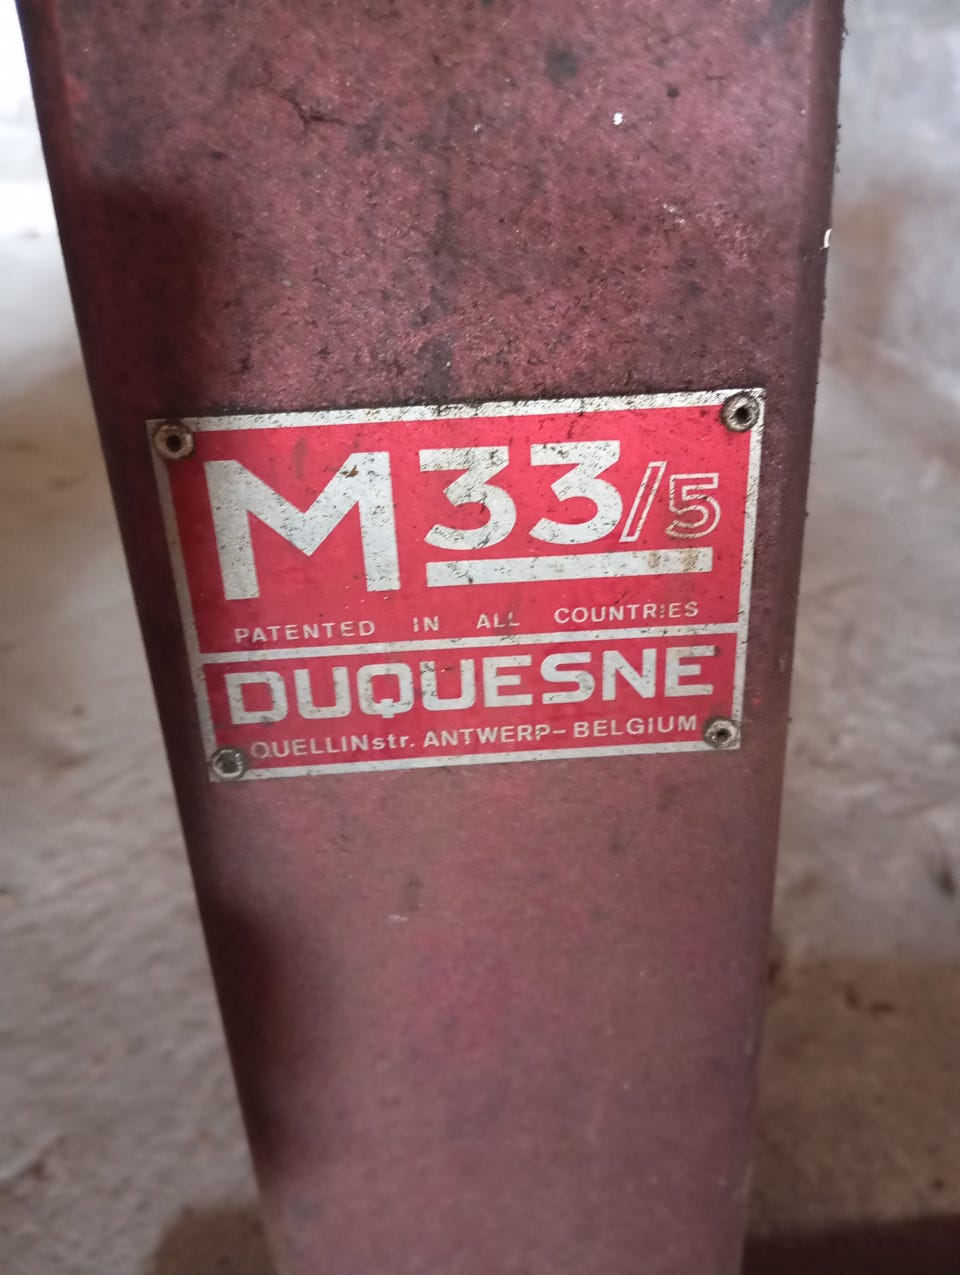 M33/5
PATENTED IN ALL COUNTRIES
DUQUESNE
QUELLINstr. ANTWERP-BELGIUM